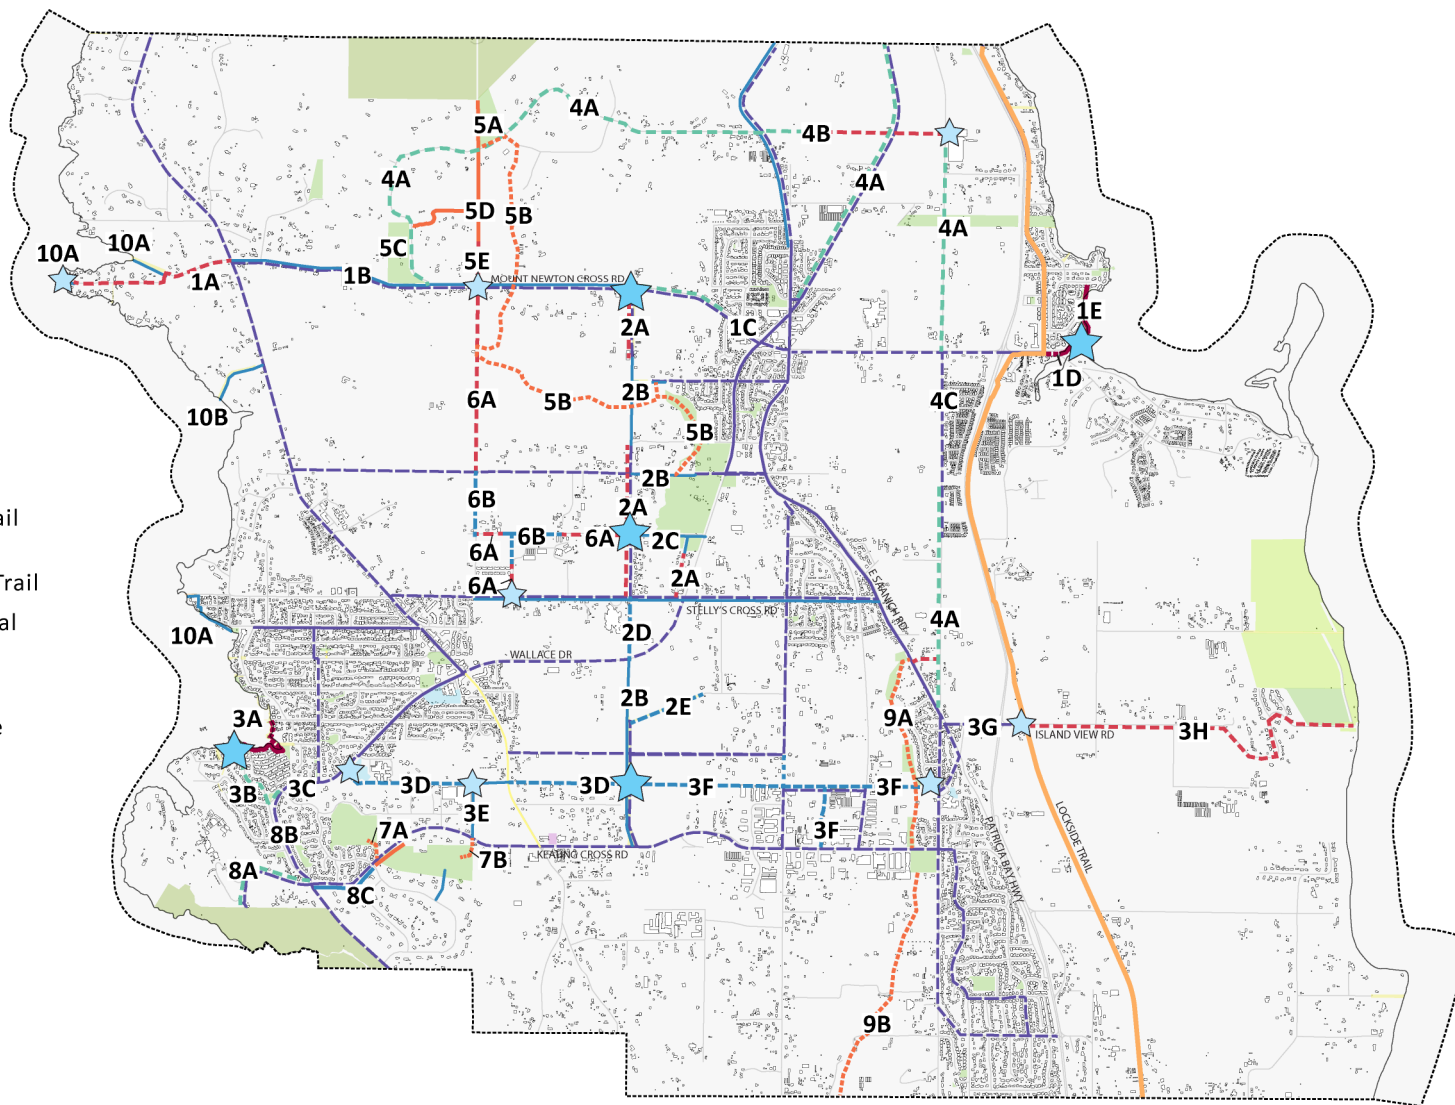 4A
5A
4B
4A
4A
5D
5B
4A
10A
10A
5C
5E
1A
1B
MOUNT NEWTON CROSS RD
1E
2A
1C
1D
2B
6A
5B
4C
10B
5B
2B
6B
2A
ail
6B
6A
2C
6A
Trail
6A
2A
E SAANICH RD
STELLY'S CROSS RD
al
10A
2D
4A
WALLACE DR
2B
2E
3A
9A
3G
ISLAND VIEW RD
3H
e
3B
3C
3D
3D
3F
3F
3E
8B
7A
3F
LOCKSIDE TRAIL
PATRICIA BAY HWY
KEATING CROSS RD
7B
8A
8C
9B